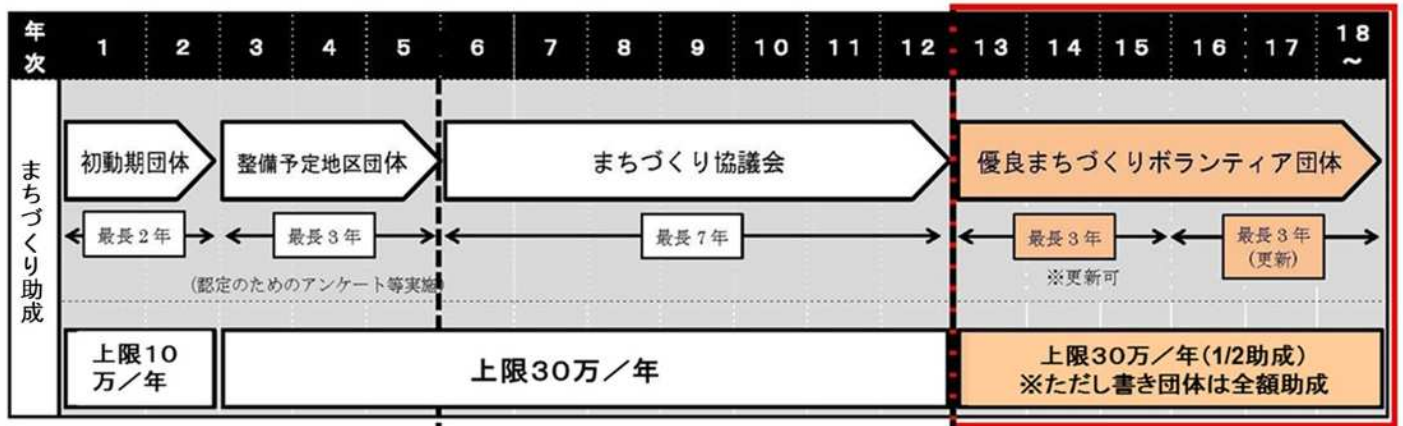 年次 1 2 3 4 5 6 7 8 9 10 11 12 13 14 15 16 17 18～
まちづくり助成
初動期団体 整備予定地区団体 まちづくり協議会 優良まちづくりボランティア団体
最長2年 最長3年 最長7年 最長3年 最長3年
(更新)
(認定のためのアンケート等実施) ※更新可
上限10
万／年
上限30万／年
上限30万／年(1/2助成)
※ただし書き団体は全額助成